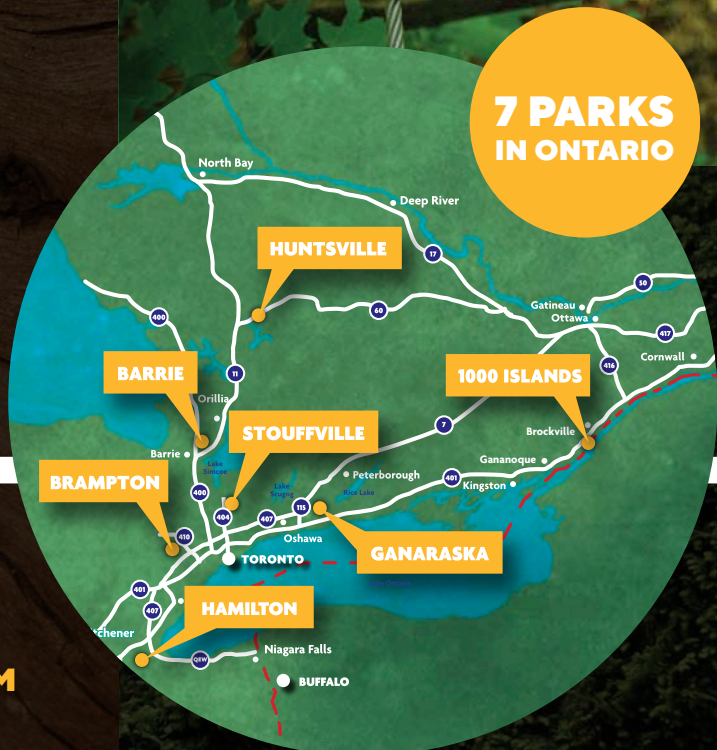 7 PARKS
IN ONTARIO
North Bay
Deep River
HUNTSVILLE
17
50
Gatineau
Ottawa
400
60
417
Cornwall
416
11
BARRIE
1000 ISLANDS
Orillia
STOUFFVILLE
7
Brockville
Barrie
Lake
Simcoe
Gananoque
BRAMPTON
Peterborough
401
Kingston
400
Lake
Scugog
Rice Lake
404
407
115
410
Oshawa
TORONTO
GANARASKA
401
407
HAMILTON
tchener
Niagara Falls
QEW
BUFFALO
M